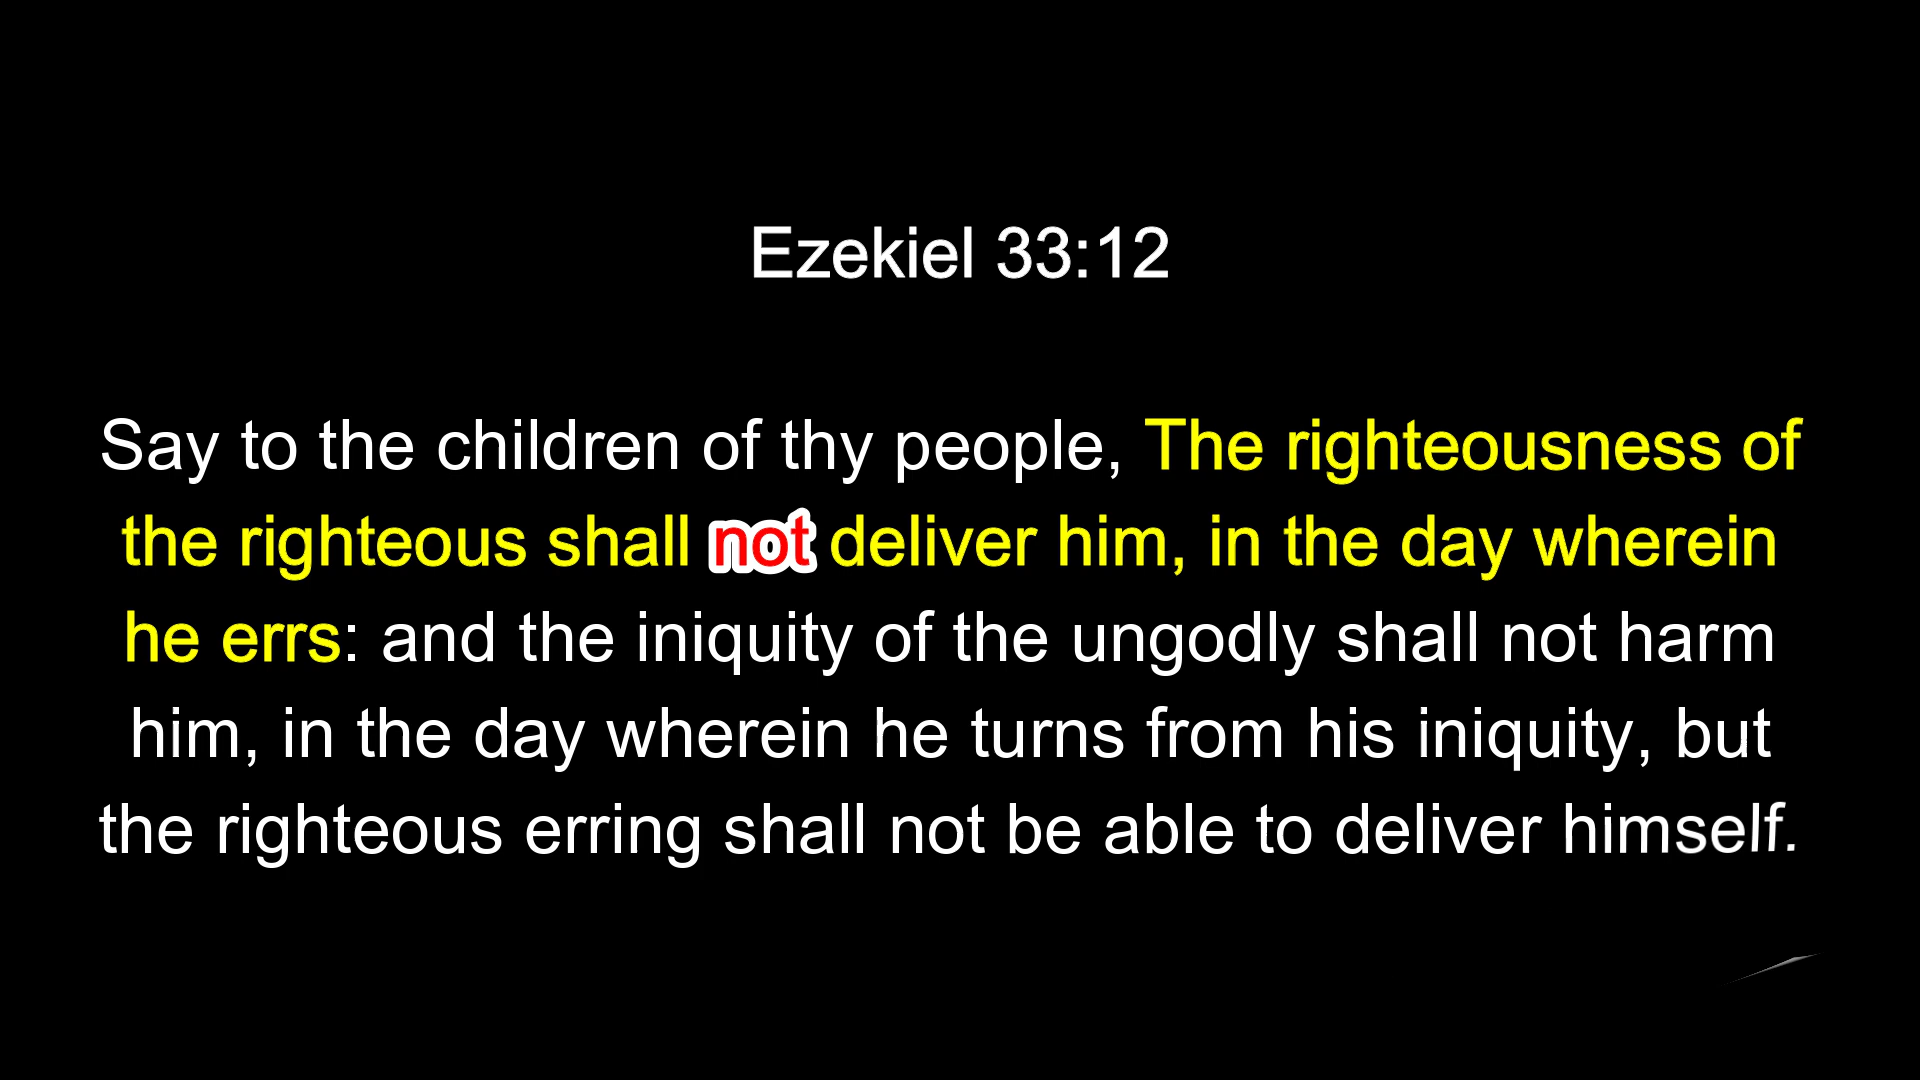 Ezekiel 33:12
Say to the children of thy people, The righteousness of
the righteous shall not deliver him, in the day wherein
he errs: and the iniquity of the ungodly shall not harm
him, in the day wherein he turns from his iniquity, but
the righteous erring shall not be able to deliver himself.